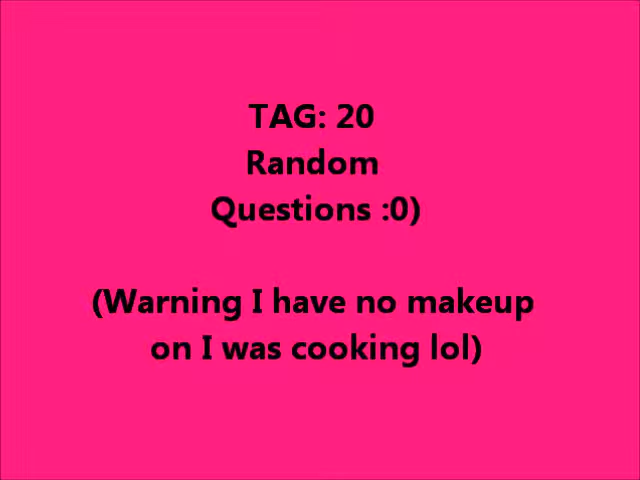 TAG: 20
Random
Questions :0)
(Warning I have no makeup
on I was cooking lol)